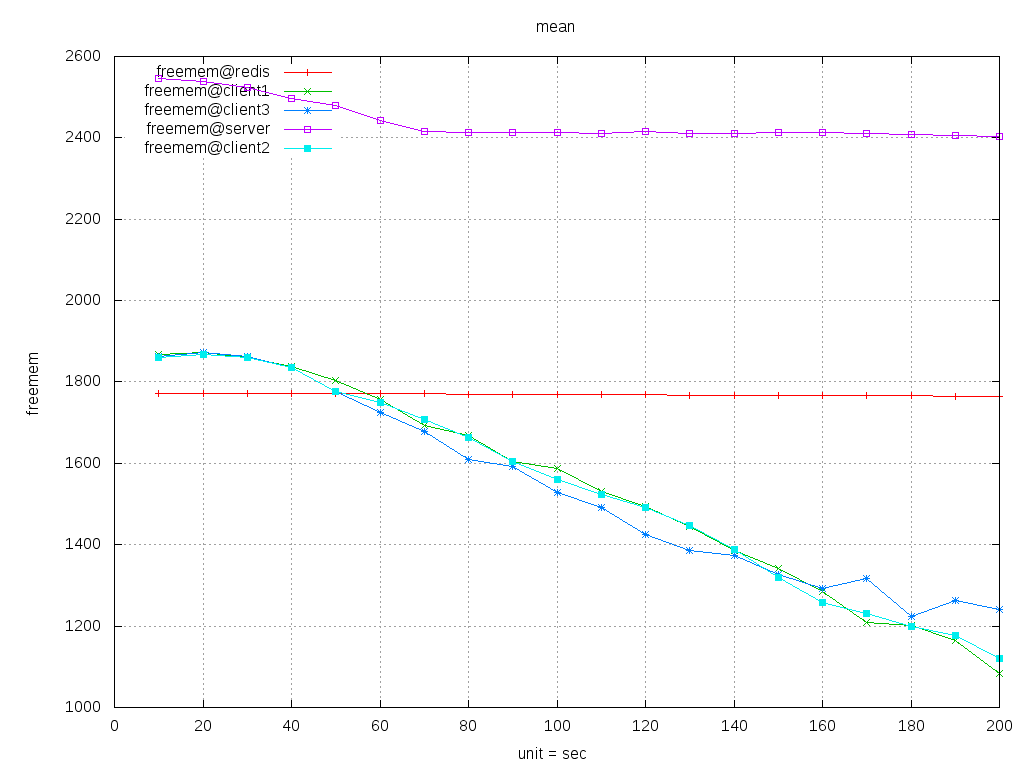 mean
2600
2400
2200
2000
1800
1600
1400
1200
1000
freemem
freemem@redis
freemem@client1
freemem@client3
freemem@server
freemem@client2
0 20 40 60 80 100 120 140 160 180 200
unit = sec